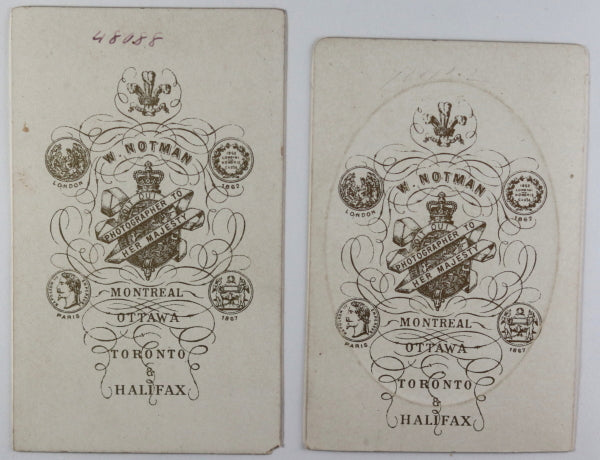 48088
W. NOTMAN
LONDON
1862
1867
PHOTOGRAPHER TO
HER MAJESTY
PARIS
1867
MONTREAL
OTTAWA
TORONTO
&
HALIFAX
W. NOTMAN
LONDON
1862
1867
PHOTOGRAPHER TO
HER MAJESTY
PARIS
1867
MONTREAL
OTTAWA
TORONTO
&
HALIFAX